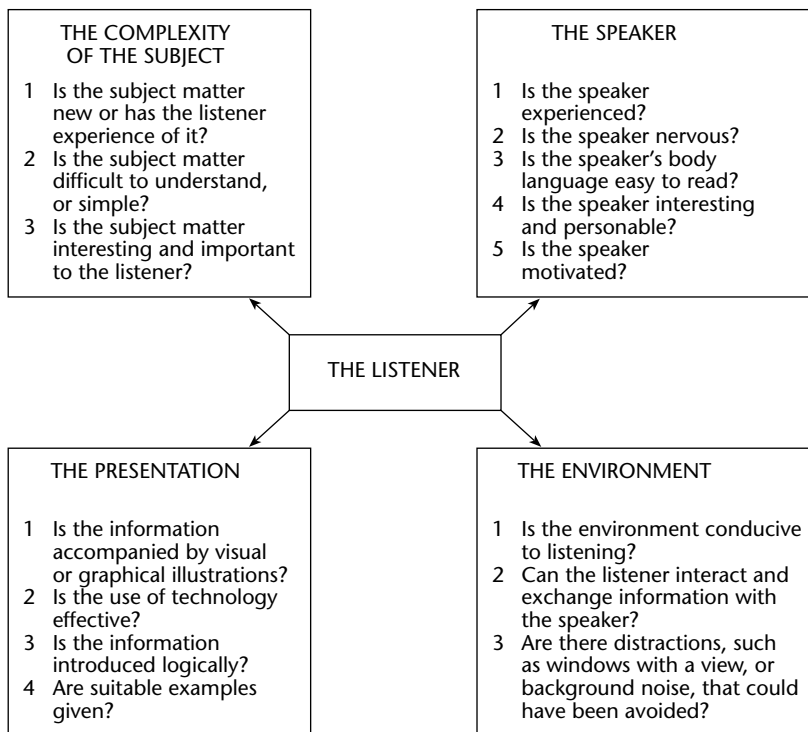 THE COMPLEXITY
OF THE SUBJECT
1 Is the subject matter
new or has the listener
experience of it?
2 Is the subject matter
difficult to understand,
or simple?
3 Is the subject matter
interesting and important
to the listener?
THE SPEAKER
1 Is the speaker
experienced?
2 Is the speaker nervous?
3 Is the speaker’s body
language easy to read?
4 Is the speaker interesting
and personable?
5 Is the speaker
motivated?
THE LISTENER
THE PRESENTATION
1 Is the information
accompanied by visual
or graphical illustrations?
2 Is the use of technology
effective?
3 Is the information
introduced logically?
4 Are suitable examples
given?
THE ENVIRONMENT
1 Is the environment conducive
to listening?
2 Can the listener interact and
exchange information with
the speaker?
3 Are there distractions, such
as windows with a view, or
background noise, that could
have been avoided?